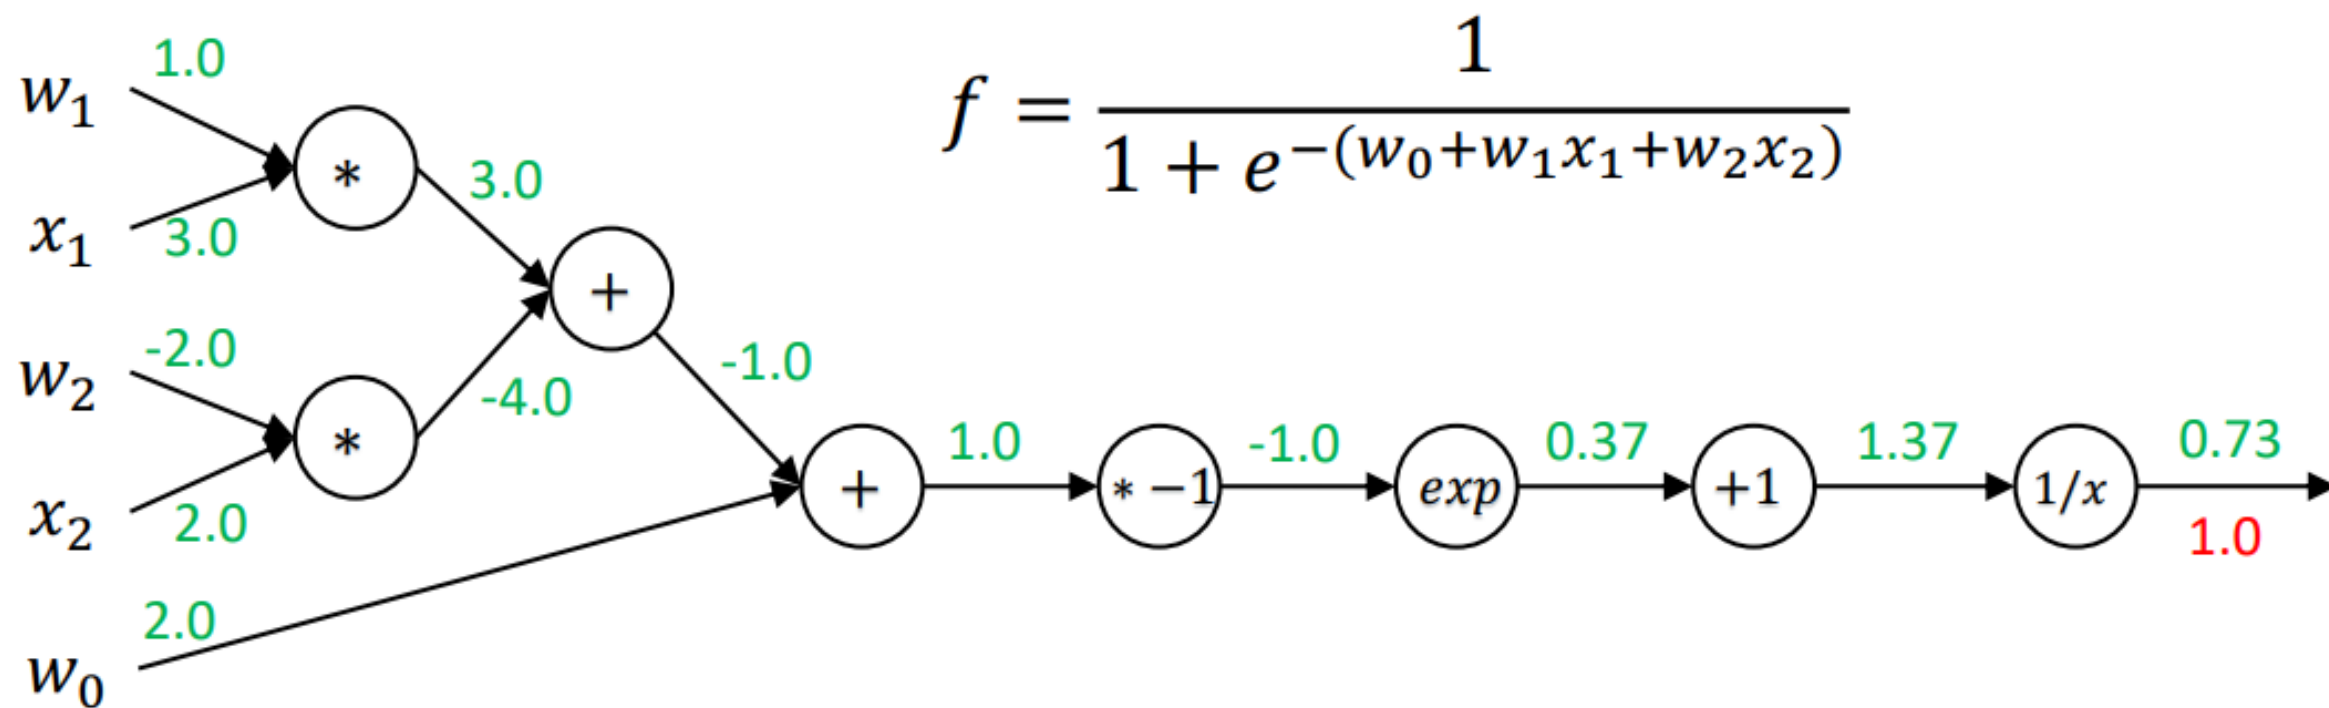 w₁ 1.0
f = 1 / (1 + e^−(w₀+w₁x₁+w₂x₂))
*
3.0
x₁ 3.0
+
w₂ -2.0
-1.0
-4.0
*
x₂ 2.0
+ 1.0 * −1 -1.0 exp 0.37 +1 1.37 1/x 0.73
1.0
w₀ 2.0